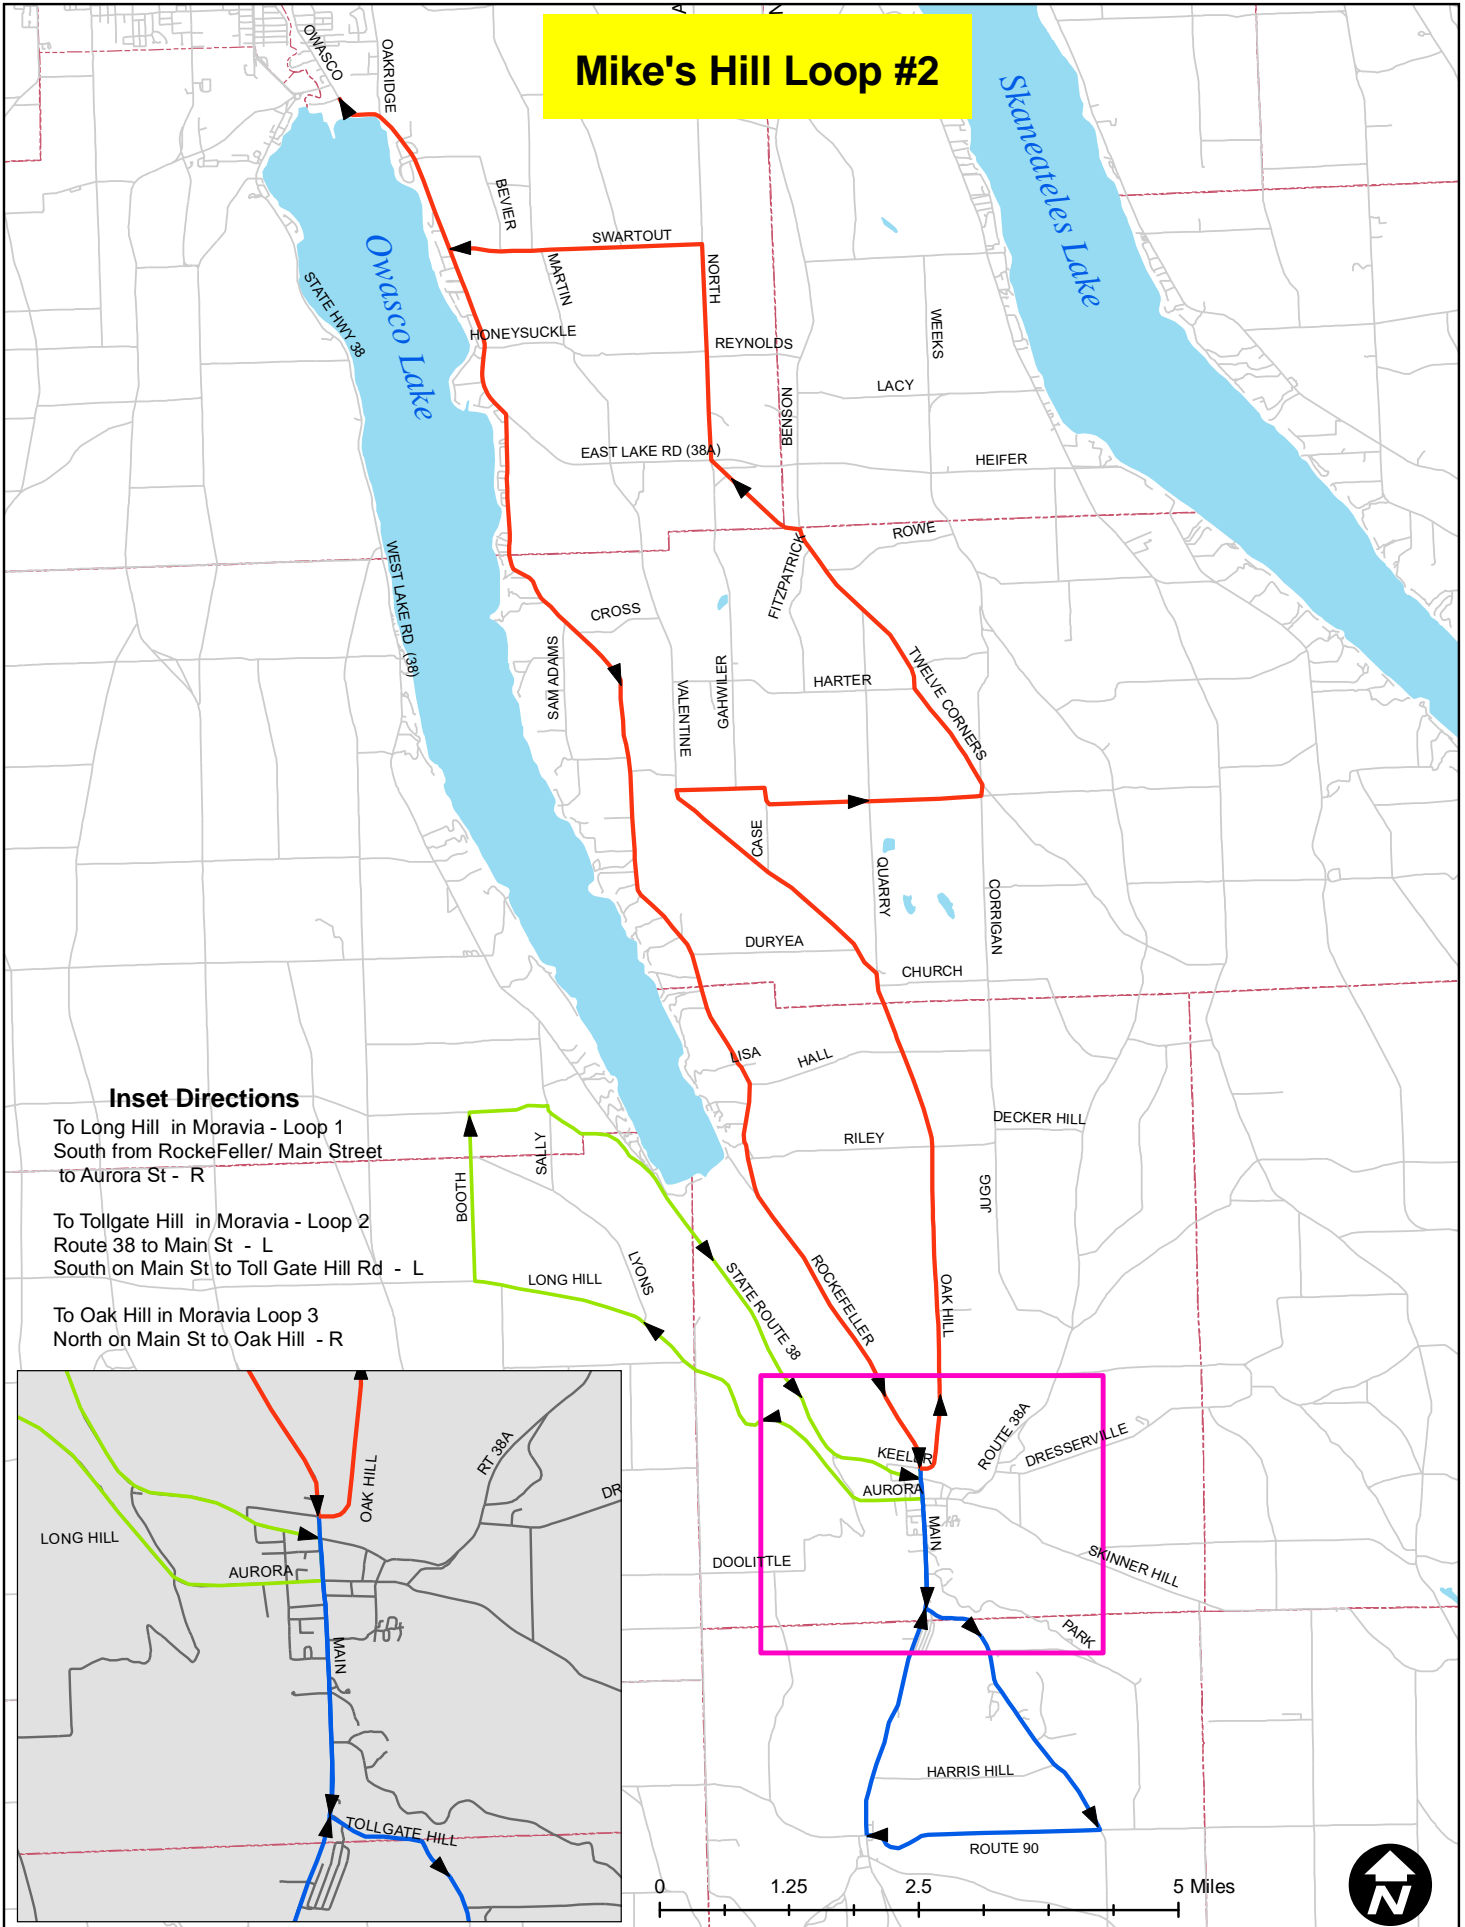 Mike's Hill Loop #2
A
N
OWASCO
OAKRIDGE
Skaneateles Lake
BEVIER
SWARTOUT
Owasco Lake
STATE HWY 38
MARTIN
NORTH
HONEYSUCKLE
REYNOLDS
WEEKS
LACY
BENSON
EAST LAKE RD (38A)
HEIFER
ROWE
WEST LAKE RD (38)
FITZPATRICK
CROSS
SAM ADAMS
VALENTINE
GAHWILER
HARTER
TWELVE CORNERS
CASE
QUARRY
CORRIGAN
DURYEA
CHURCH
LISA
HALL
DECKER HILL
RILEY
SALLY
BOOTH
JUGG
LYONS
LONG HILL
STATE ROUTE 38
ROCKEFELLER
OAK HILL
Inset Directions
To Long Hill in Moravia - Loop 1
South from RockeFeller/ Main Street
to Aurora St - R
To Tollgate Hill in Moravia - Loop 2
Route 38 to Main St - L
South on Main St to Toll Gate Hill Rd - L
To Oak Hill in Moravia Loop 3
North on Main St to Oak Hill - R
KEELER
ROUTE 38A
DRESSERVILLE
AURORA
MAIN
DOOLITTLE
SKINNER HILL
PARK
HARRIS HILL
ROUTE 90
OAK HILL
RT 38A
DR
LONG HILL
AURORA
MAIN
TOLLGATE HILL
0 1.25 2.5 5 Miles
N